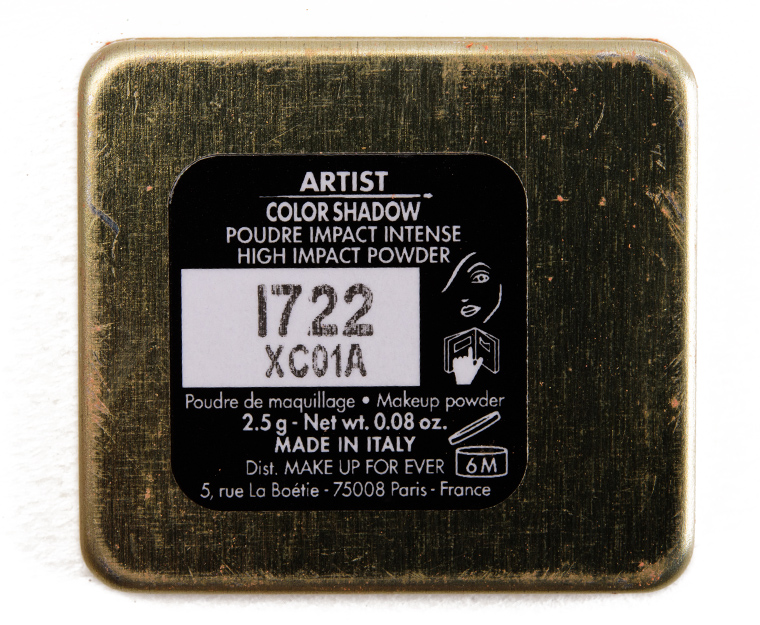 ARTIST
COLOR SHADOW
POUDRE IMPACT INTENSE
HIGH IMPACT POWDER
I722
XC01A
Poudre de maquillage • Makeup powder
2.5 g - Net wt. 0.08 oz.
MADE IN ITALY
Dist. MAKE UP FOR EVER
6M
5, rue La Boétie - 75008 Paris - France